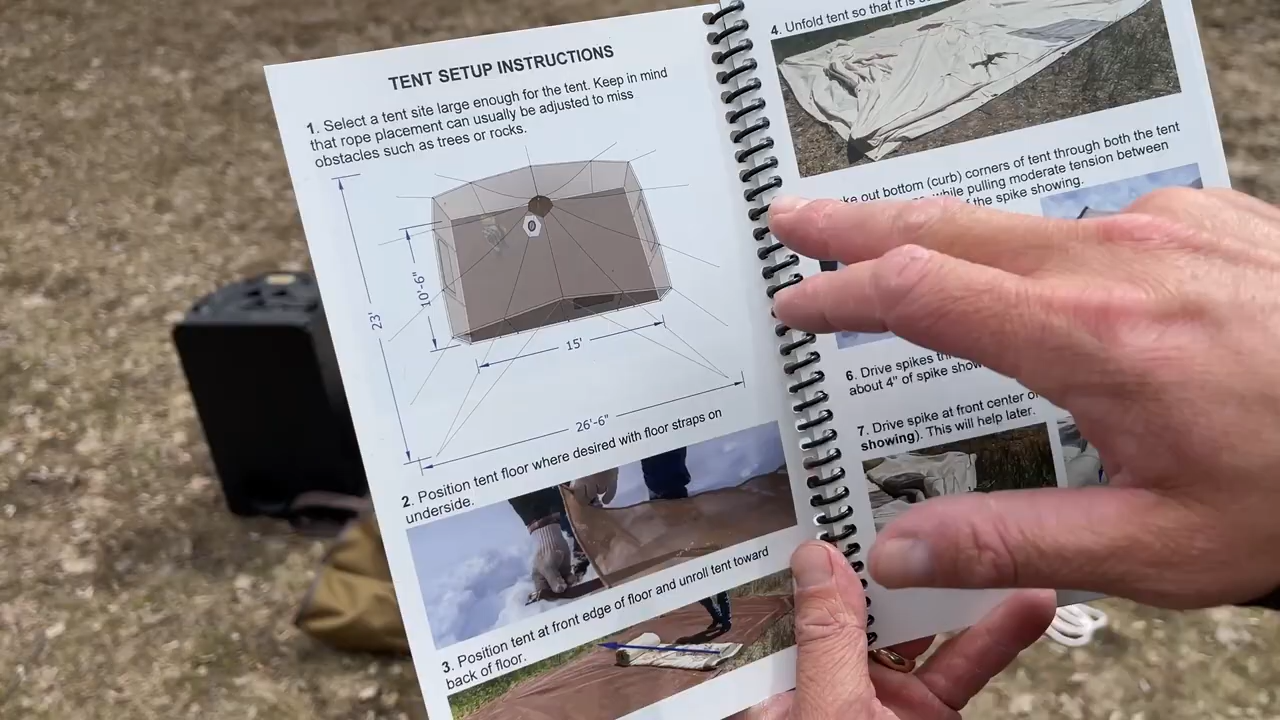 TENT SETUP INSTRUCTIONS
1. Select a tent site large enough for the tent. Keep in mind
that rope placement can usually be adjusted to miss
obstacles such as trees or rocks.
23'
10'-6"
15'
26'-6"
2. Position tent floor where desired with floor straps on
underside.
3. Position tent at front edge of floor and unroll tent toward
back of floor.
4. Unfold tent so that it is
out bottom (curb) corners of tent through both the tent
while pulling moderate tension between
of the spike showing.
6. Drive spikes
about 4" of spike
7. Drive spike at front center
showing). This will help later.